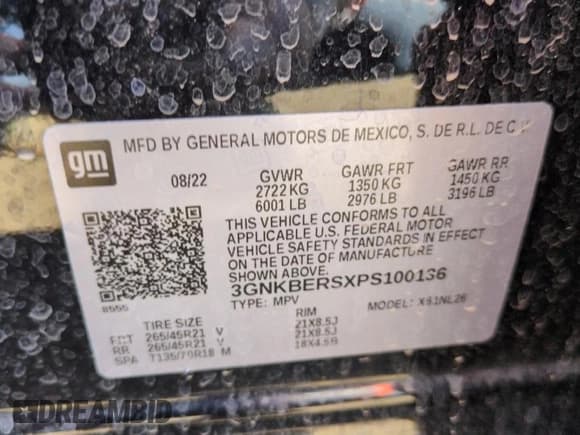 gm
MFD BY GENERAL MOTORS DE MEXICO, S. DE R.L. DE C
08/22 GVWR GAWR FRT GAWR RR
2722 KG 1350 KG 1450 KG
6001 LB 2976 LB 3196 LB
THIS VEHICLE CONFORMS TO ALL
APPLICABLE U.S. FEDERAL MOTOR
VEHICLE SAFETY STANDARDS IN EFFECT
ON THE DATE OF MANUFACTURE
SHOWN ABOVE.
3GNKBERSXPS100136
TYPE: MPV MODEL:
TIRE SIZE RIM
FRT 265/45R21 V 21X8.5J
RR 265/45R21 V 21X8.5J
SPA T135/70R18 M 18X4.5B
DREAMBID